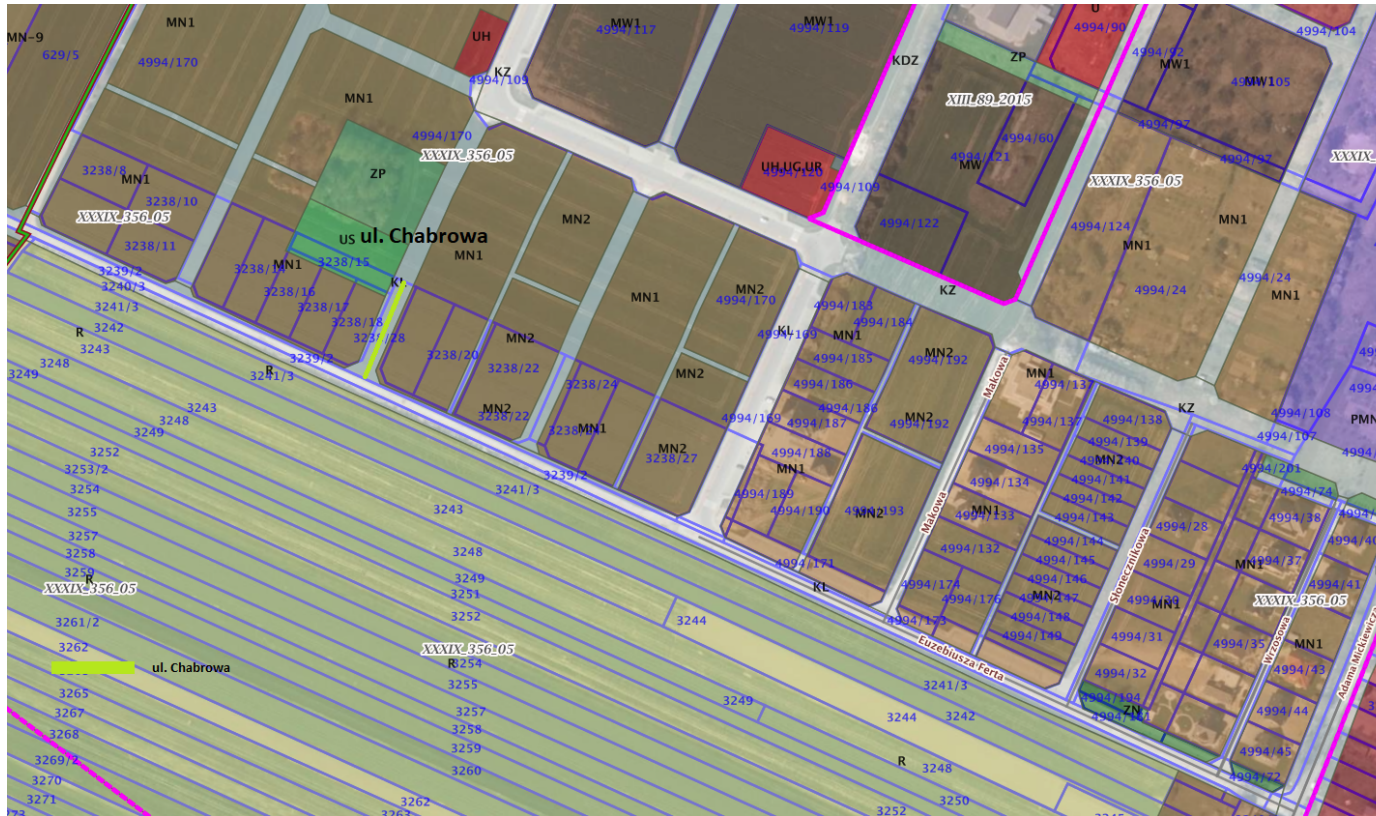 MN1
MN-9
629/5
4994/170
UH
KZ
4994/109
MW1
4994/117
MW1
4994/119
KDZ
ZP
U
4994/90
4994/92
MW1
4994/104
XIII_89_2015
4994/60
4994/121
MW
4994/97
4994/97
MN1
4994/170
XXXIX_356_05
ZP
UH,UG,UR
4994/120
4994/109
4994/122
XXXIX_356_05
XXXIX_
3238/8
MN1
3238/10
XXXIX_356_05
3238/11
MN2
MN1
4994/124
MN1
US ul. Chabrowa
MN1
3238/15
MN1
3238/16
3238/17
3238/18
3238/28
3239/2
3240/3
3241/3
3242
R
3243
3248
3249
MN1
MN2
4994/170
KL
4994/169
4994/183
4994/184
MN1
4994/185
4994/186
KZ
4994/24
4994/24
MN1
3239/2
R
3241/3
3238/20
MN2
3238/22
MN2
3238/22
3238/24
MN1
MN2
4994/169
4994/186
4994/187
4994/188
MN1
4994/189
4994/190
MN2
4994/192
4994/192
Makowa
MN1
4994/137
4994/137
4994/138
KZ
4994/108
4994/107
PMN
4994/139
MN2
4994/141
4994/142
4994/143
4994/135
4994/134
MN1
4994/133
4994/132
4994/201
4994/74
3243
3248
3249
3252
3253/2
3254
3255
3257
3258
3259
R
XXXIX_356_05
3261/2
3262
MN2
3238/27
3239/2
3241/3
3243
3248
3249
3251
3252
MN2
4994/193
Makowa
4994/171
KL
4994/174
4994/176
4994/173
4994/144
4994/145
4994/146
4994/147
MN2
4994/148
4994/149
Słonecznikowa
4994/28
4994/29
MN1
4994/31
4994/32
4994/38
4994/37
MN1
XXXIX_356_05
4994/41
4994/35
Wrzosowa
MN1
4994/43
Adama Mickiewicza
3244
Euzebiusza Ferta
ul. Chabrowa
XXXIX_356_05
R
3254
3255
3257
3258
3259
3260
3265
3267
3268
3269/2
3270
3271
3262
3263
3249
3241/3
3244
3242
R
3248
3250
3252
4994/194
ZN
4994/44
4994/45
4994/72